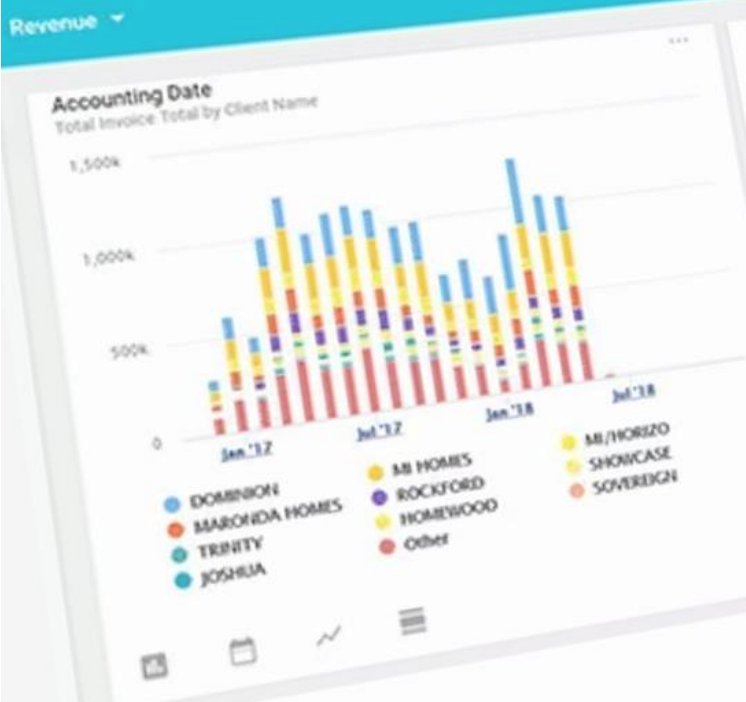 Revenue
Accounting Date
Total Invoice Total by Client Name
1,500k
1,000k
500k
0
Jan '17
Jul '17
Jan '18
Jul '18
DOMINION
MARONDA HOMES
TRINITY
JOSHUA
MI HOMES
ROCKFORD
HOMEWOOD
Other
MI/HORIZO
SHOWCASE
SOVEREIGN